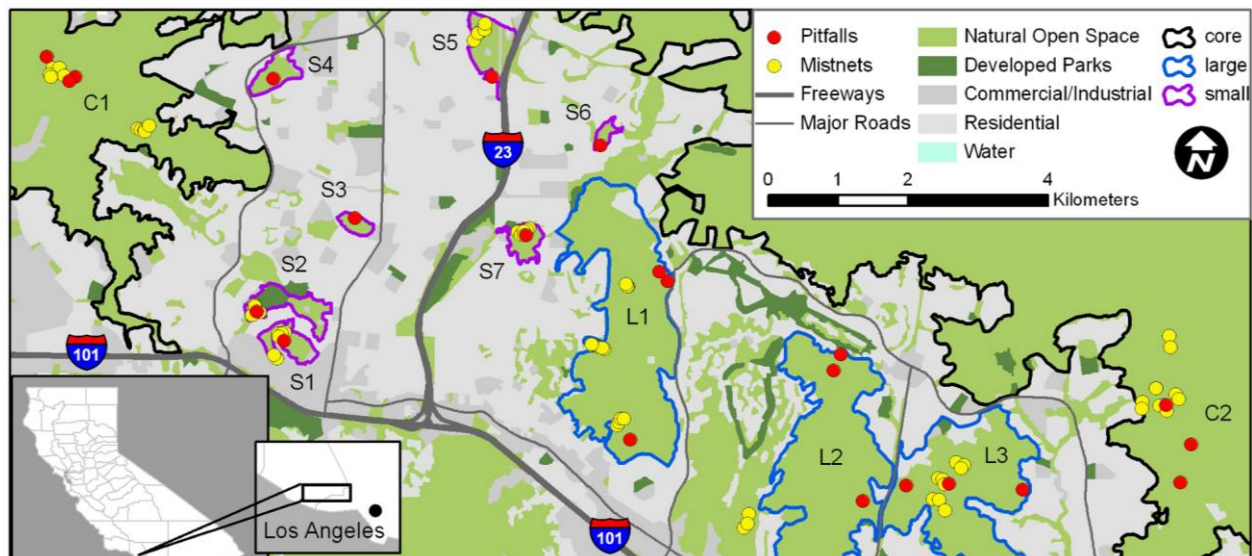 C1
S4
S5
S6
S3
S2
S7
S1
L1
L2
L3
C2
23
101
101
Pitfalls
Mistnets
Freeways
Major Roads
Natural Open Space
Developed Parks
Commercial/Industrial
Residential
Water
core
large
small
N
0 1 2 4
Kilometers
Los Angeles